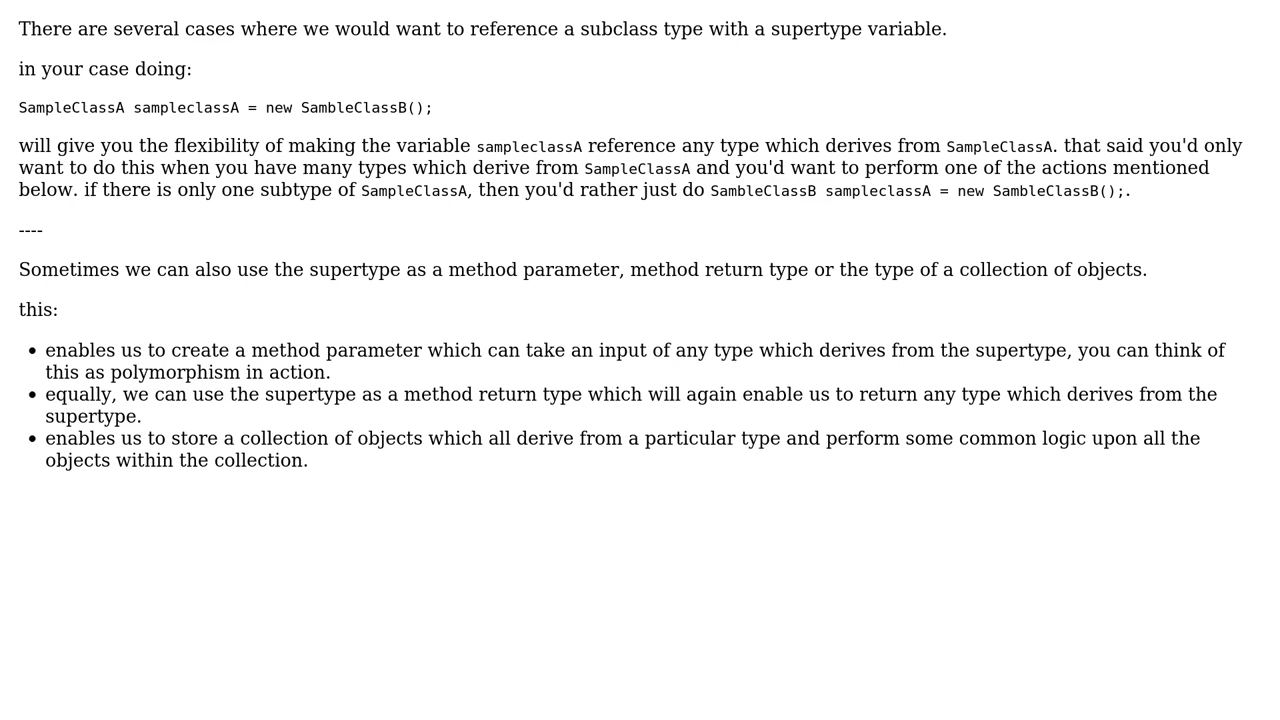 There are several cases where we would want to reference a subclass type with a supertype variable.
in your case doing:
SampleClassA sampleclassA = new SambleClassB();
will give you the flexibility of making the variable sampleclassA reference any type which derives from SampleClassA. that said you'd only
want to do this when you have many types which derive from SampleClassA and you'd want to perform one of the actions mentioned
below. if there is only one subtype of SampleClassA, then you'd rather just do SambleClassB sampleclassA = new SambleClassB();.
----
Sometimes we can also use the supertype as a method parameter, method return type or the type of a collection of objects.
this:
• enables us to create a method parameter which can take an input of any type which derives from the supertype, you can think of
this as polymorphism in action.
• equally, we can use the supertype as a method return type which will again enable us to return any type which derives from the
supertype.
• enables us to store a collection of objects which all derive from a particular type and perform some common logic upon all the
objects within the collection.